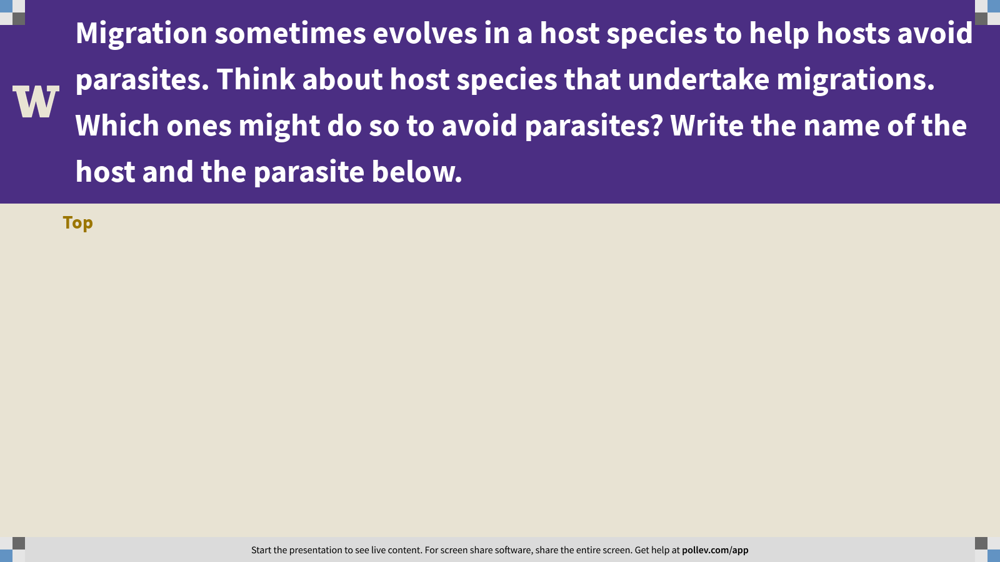 Migration sometimes evolves in a host species to help hosts avoid
parasites. Think about host species that undertake migrations.
W
Which ones might do so to avoid parasites? Write the name of the
host and the parasite below.
Top
Start the presentation to see live content. For screen share software, share the entire screen. Get help at pollev.com/app